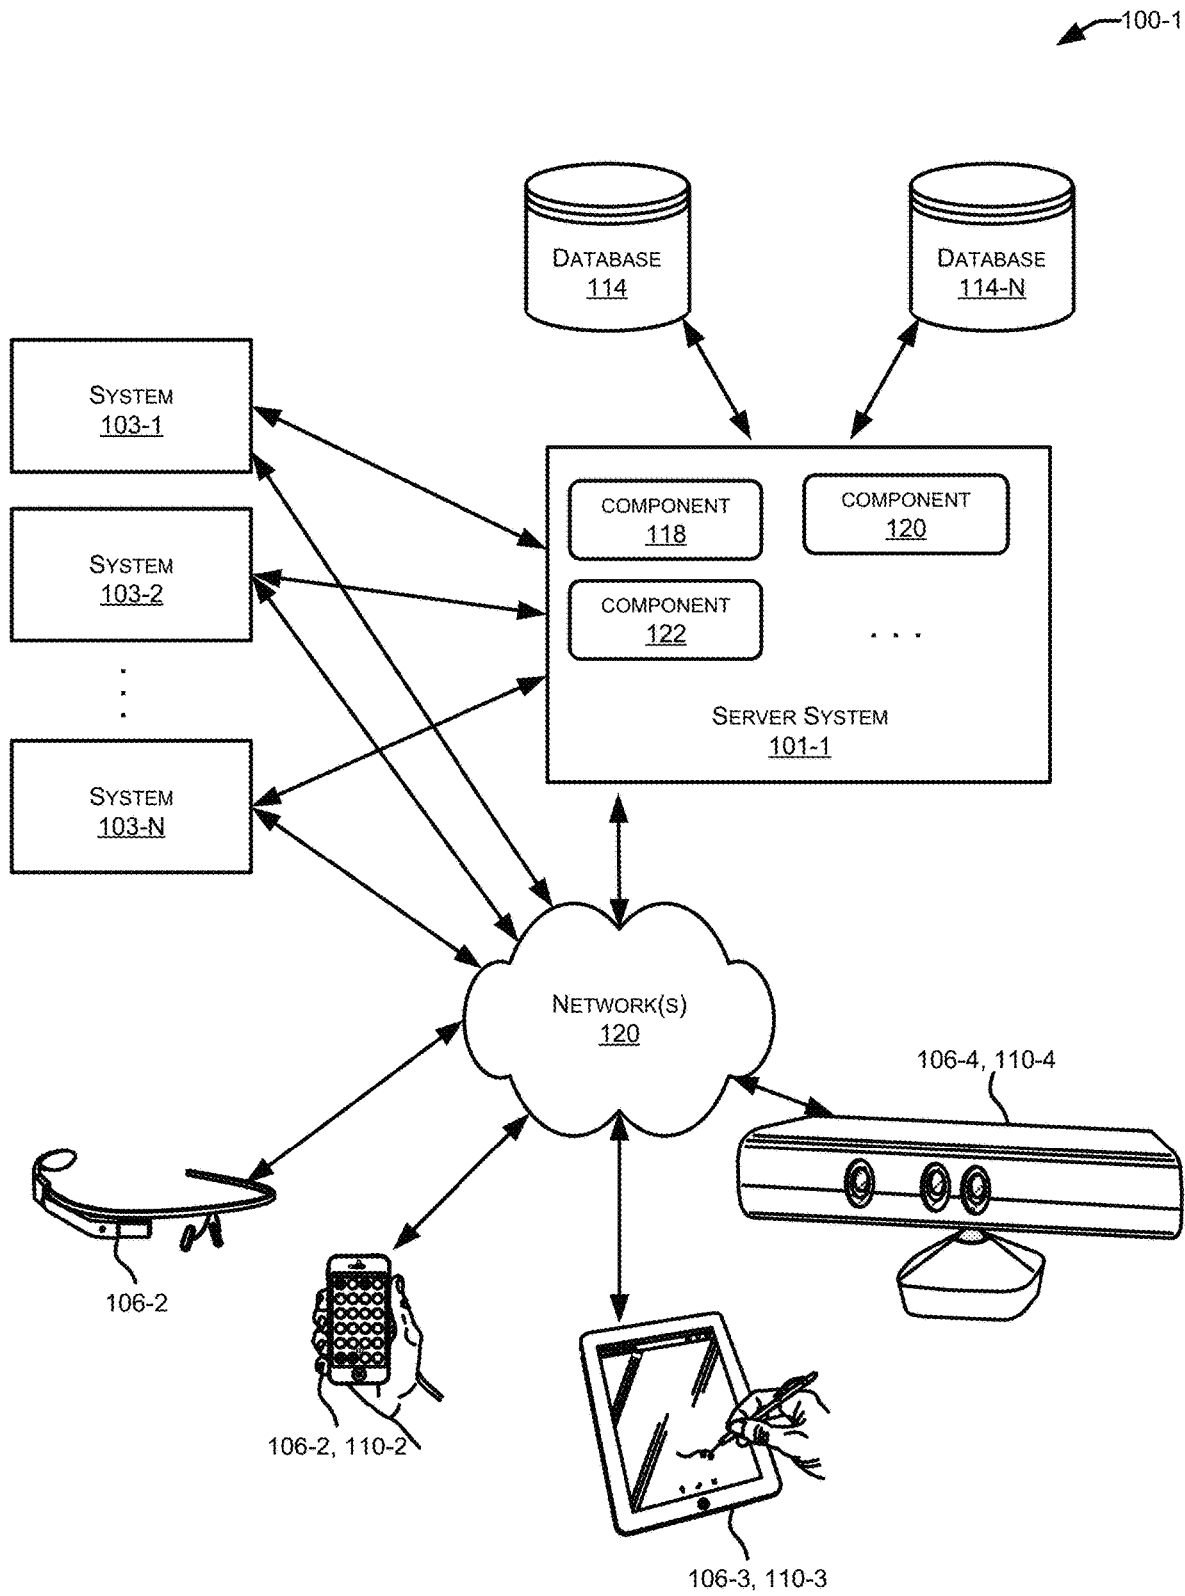 100-1
DATABASE
114
DATABASE
114-N
SYSTEM
103-1
COMPONENT
118
COMPONENT
120
SYSTEM
103-2
COMPONENT
122
. . .
SERVER SYSTEM
101-1
SYSTEM
103-N
NETWORK(S)
120
106-4, 110-4
106-2
106-2, 110-2
106-3, 110-3